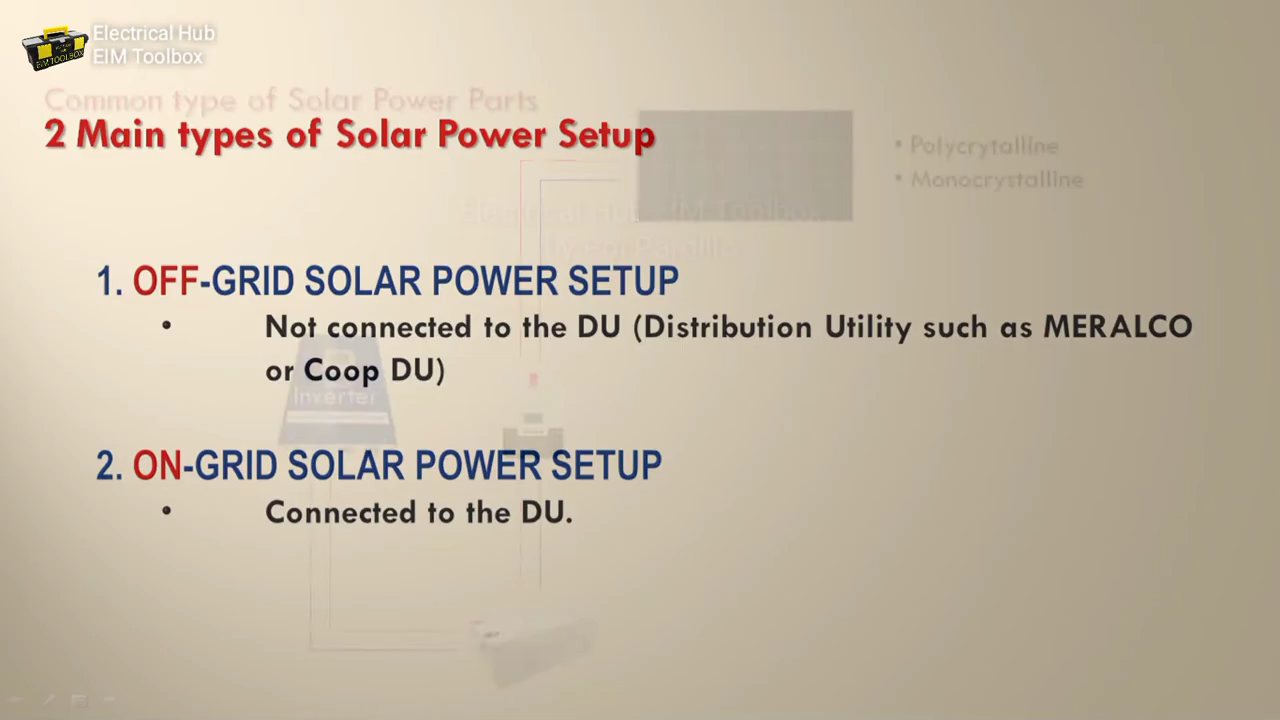 Electrical Hub
EIM Toolbox
EIM TOOLBOX
Common type of Solar Power Parts
2 Main types of Solar Power Setup
• Polycrytalline
• Monocrystalline
1. OFF-GRID SOLAR POWER SETUP
• Not connected to the DU (Distribution Utility such as MERALCO
or Coop DU)
Inverter
2. ON-GRID SOLAR POWER SETUP
• Connected to the DU.